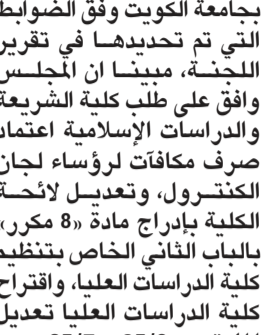 بجامعة الكويت وفق الضوابط
التي تم تحديدها في تقرير
اللجنة، مبينا ان المجلس
وافق على طلب كلية الشريعة
والدراسات الإسلامية اعتماد
صرف مكافآت لرؤساء لجان
الكنترول، وتعديل لائحة
الكلية بإدراج مادة «8 مكرر»
بالباب الثاني الخاص بتنظيم
كلية الدراسات العليا، واقتراح
كلية الدراسات العليا تعديل